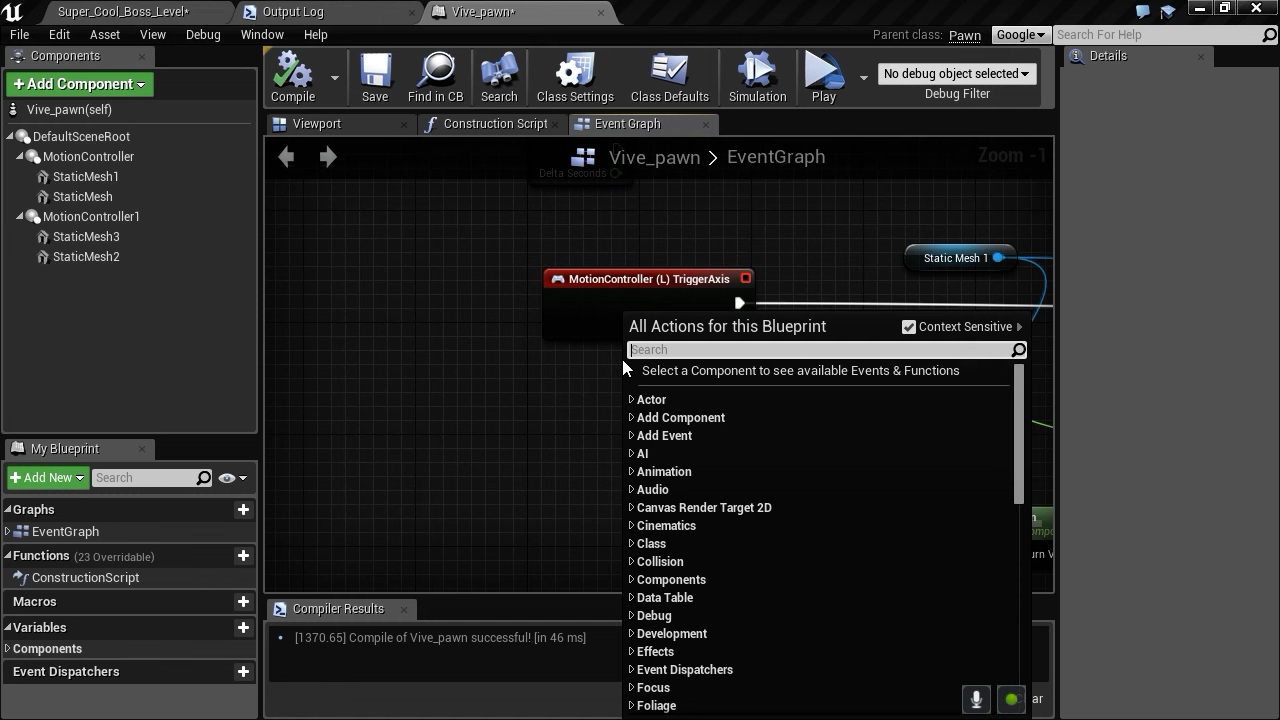 Super_Cool_Boss_Level*
Output Log
Vive_pawn*
File Edit Asset View Debug Window Help
Parent class: Pawn
Google
Search For Help
Components
Add Component
Vive_pawn(self)
DefaultSceneRoot
MotionController
StaticMesh1
StaticMesh
MotionController1
StaticMesh3
StaticMesh2
Compile
Save
Find in CB
Search
Class Settings
Class Defaults
Simulation
Play
No debug object selected
Debug Filter
Details
Viewport
Construction Script
Event Graph
Vive_pawn > EventGraph
Zoom -1
Delta Seconds
Static Mesh 1
MotionController (L) TriggerAxis
All Actions for this Blueprint
Context Sensitive
Search
Select a Component to see available Events & Functions
Actor
Add Component
Add Event
AI
Animation
Audio
Canvas Render Target 2D
Cinematics
Class
Collision
Components
Data Table
Debug
Development
Effects
Event Dispatchers
Focus
Foliage
My Blueprint
Add New
Search
Graphs
EventGraph
Functions (23 Overridable)
ConstructionScript
Macros
Variables
Components
Event Dispatchers
Compiler Results
[1370.65] Compile of Vive_pawn successful! [in 46 ms]